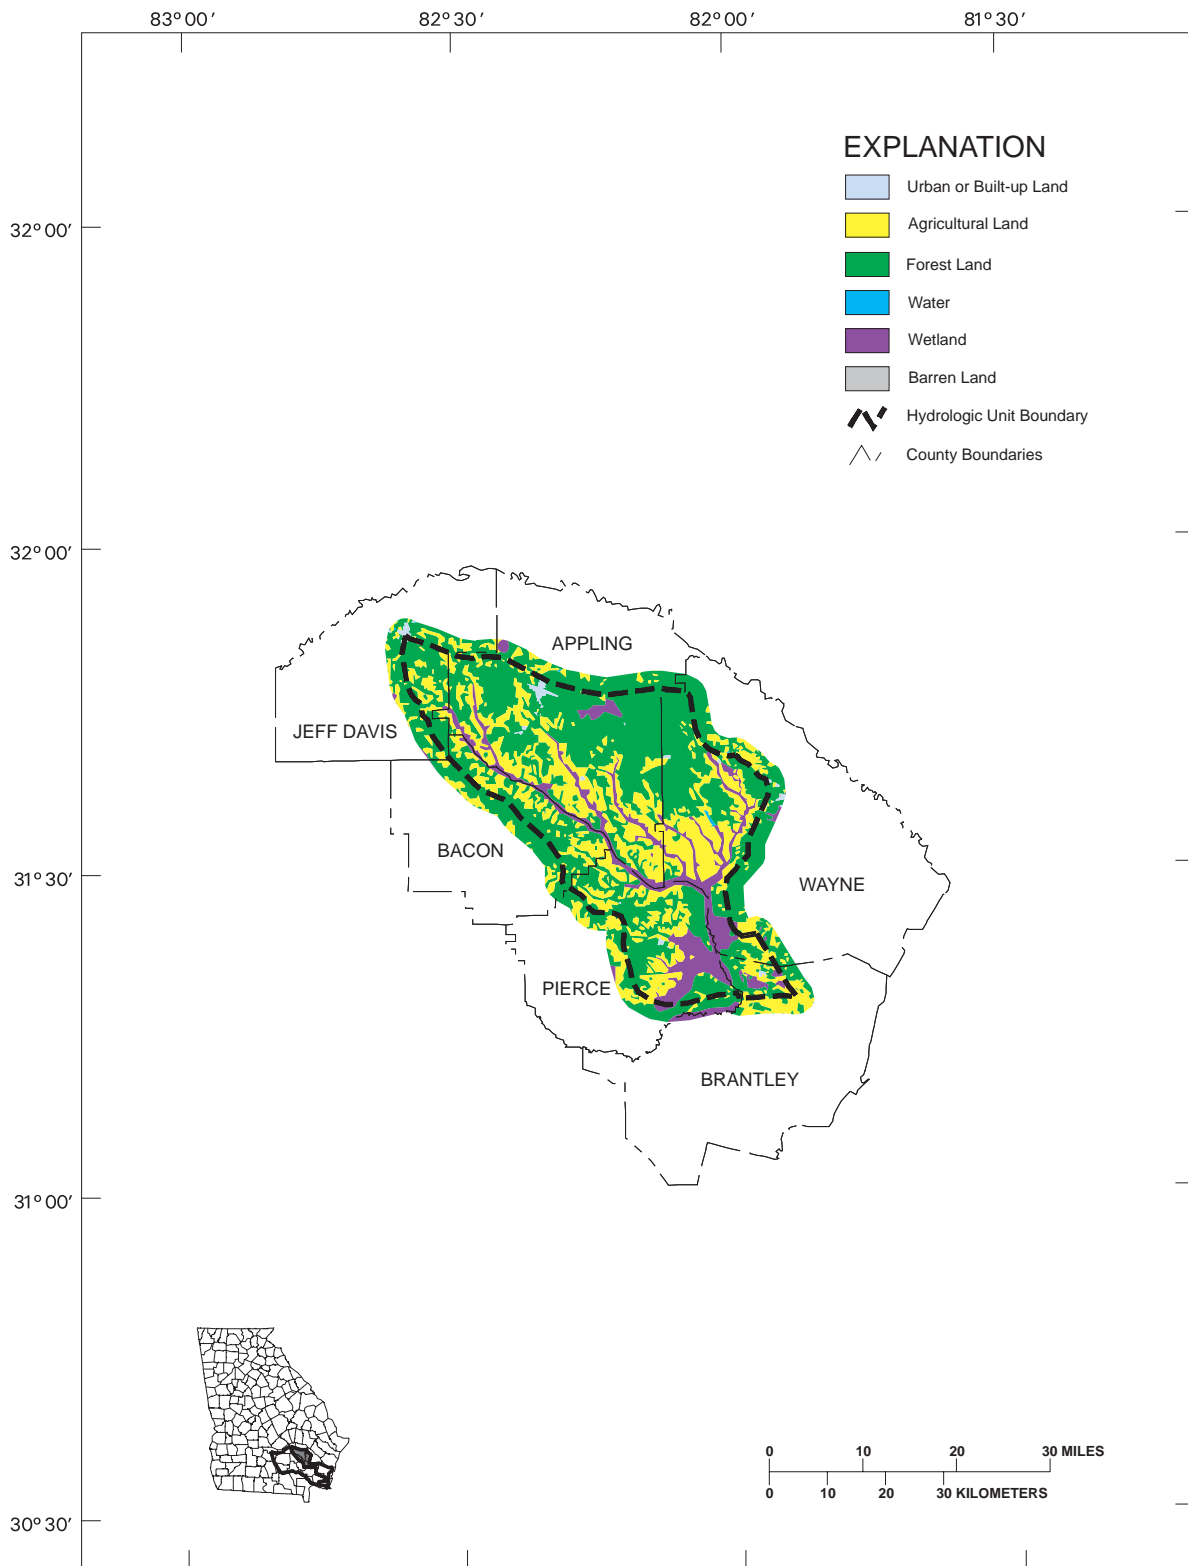 83° 00′
82° 30′
82° 00′
81° 30′
EXPLANATION
Urban or Built-up Land
Agricultural Land
Forest Land
Water
Wetland
Barren Land
Hydrologic Unit Boundary
County Boundaries
32° 00′
32° 00′
APPLING
JEFF DAVIS
BACON
31° 30′
WAYNE
PIERCE
BRANTLEY
31° 00′
0 10 20 30 MILES
0 10 20 30 KILOMETERS
30° 30′